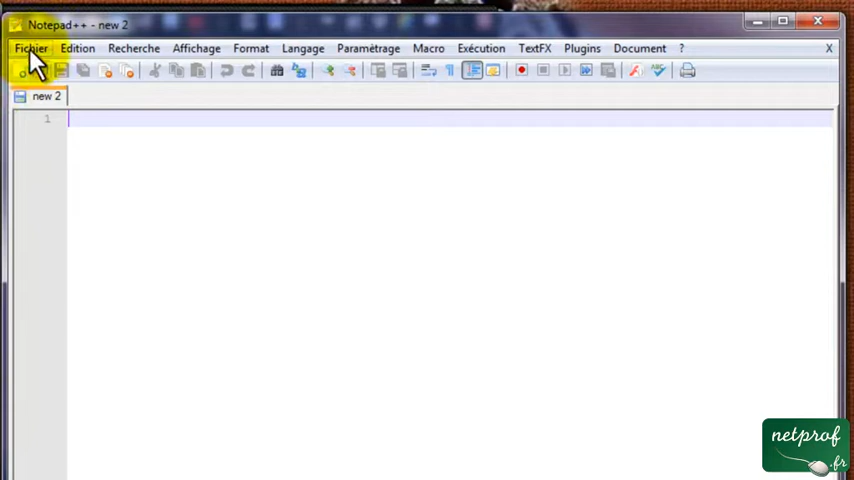 Notepad++ - new 2
Fichier Edition Recherche Affichage Format Langage Paramètrage Macro Exécution TextFX Plugins Document ? X
new 2
1
netprof
.fr